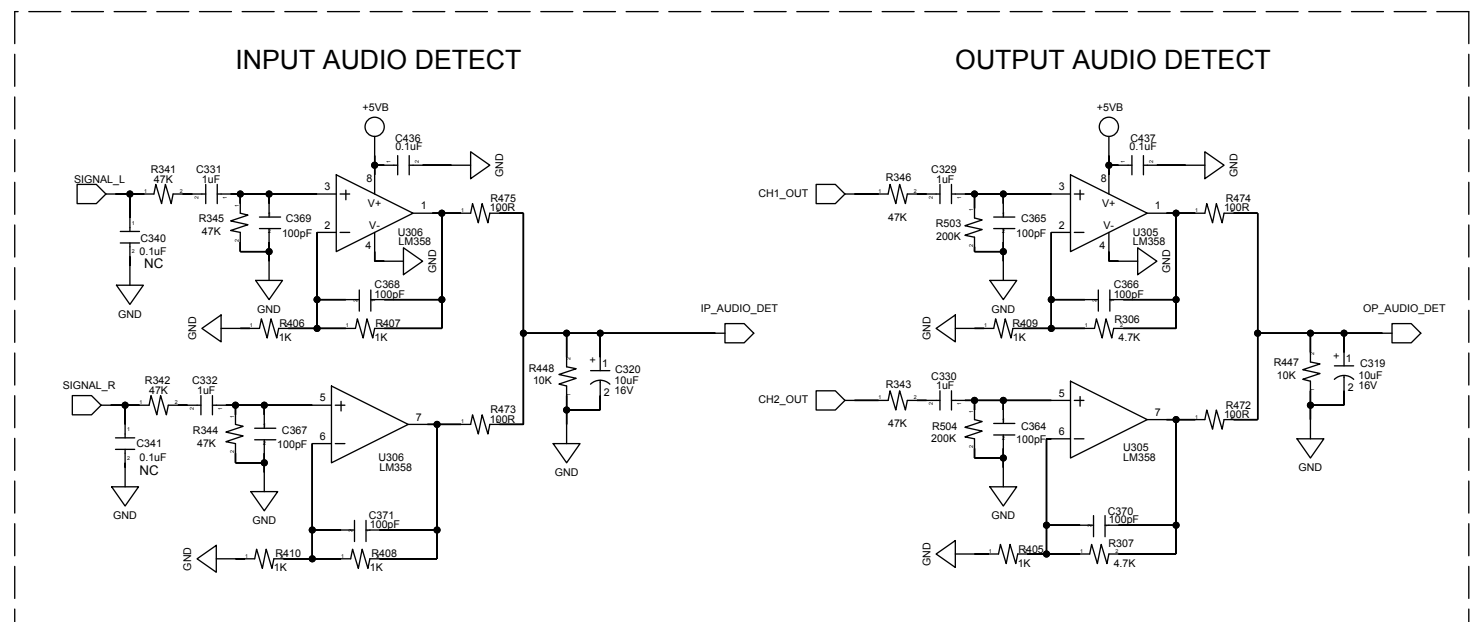 INPUT AUDIO DETECT
+5VB
C436
0.1uF
GND
SIGNAL_L
R341
47K
C331
1uF
C340
0.1uF
NC
GND
R345
47K
C369
100pF
GND
3
2
8
V+
V-
4
1
U306
LM358
GND
R475
100R
C368
100pF
GND
R406
1K
R407
1K
SIGNAL_R
R342
47K
C332
1uF
C341
0.1uF
NC
GND
R344
47K
C367
100pF
GND
5
6
7
U306
LM358
R473
100R
C371
100pF
GND
R410
1K
R408
1K
IP_AUDIO_DET
R448
10K
+
1
C320
10uF
16V
2
GND
OUTPUT AUDIO DETECT
+5VB
C437
0.1uF
GND
CH1_OUT
R346
47K
C329
1uF
R503
200K
C365
100pF
GND
3
2
8
V+
V-
4
1
U305
LM358
GND
R474
100R
C366
100pF
GND
R409
1K
R306
4.7K
CH2_OUT
R343
47K
C330
1uF
R504
200K
C364
100pF
GND
5
6
7
U305
LM358
R472
100R
C370
100pF
GND
R405
1K
R307
4.7K
OP_AUDIO_DET
R447
10K
+
1
C319
10uF
16V
2
GND